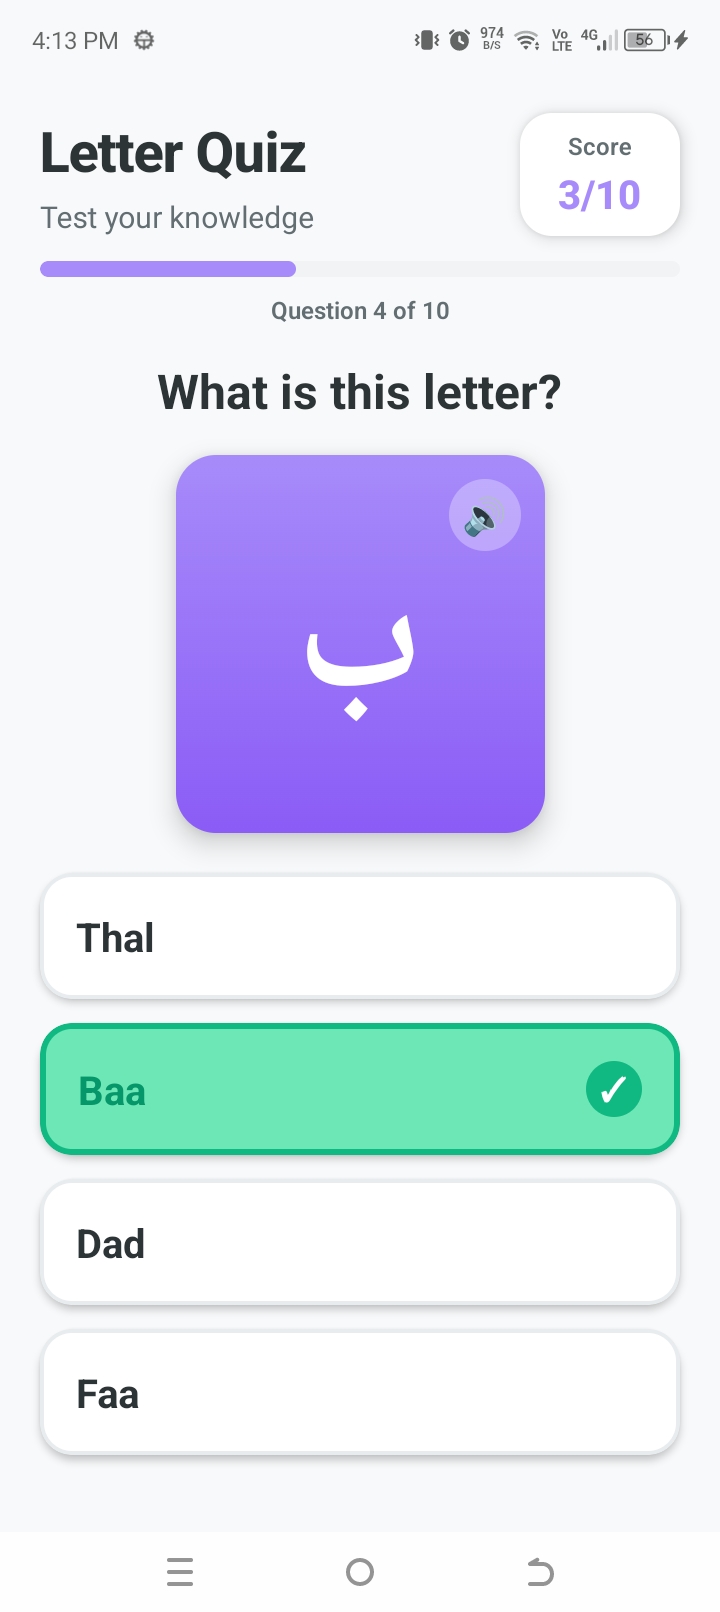 4:13 PM 974 B/S Vo LTE 4G 56
Letter Quiz
Score
3/10
Test your knowledge
Question 4 of 10
What is this letter?
ب
Thal
Baa
Dad
Faa